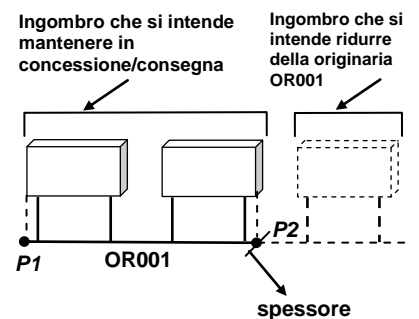 Ingombro che si intende
mantenere in
concessione/consegna
Ingombro che si
intende ridurre
della originaria
OR001
P1
OR001
P2
spessore